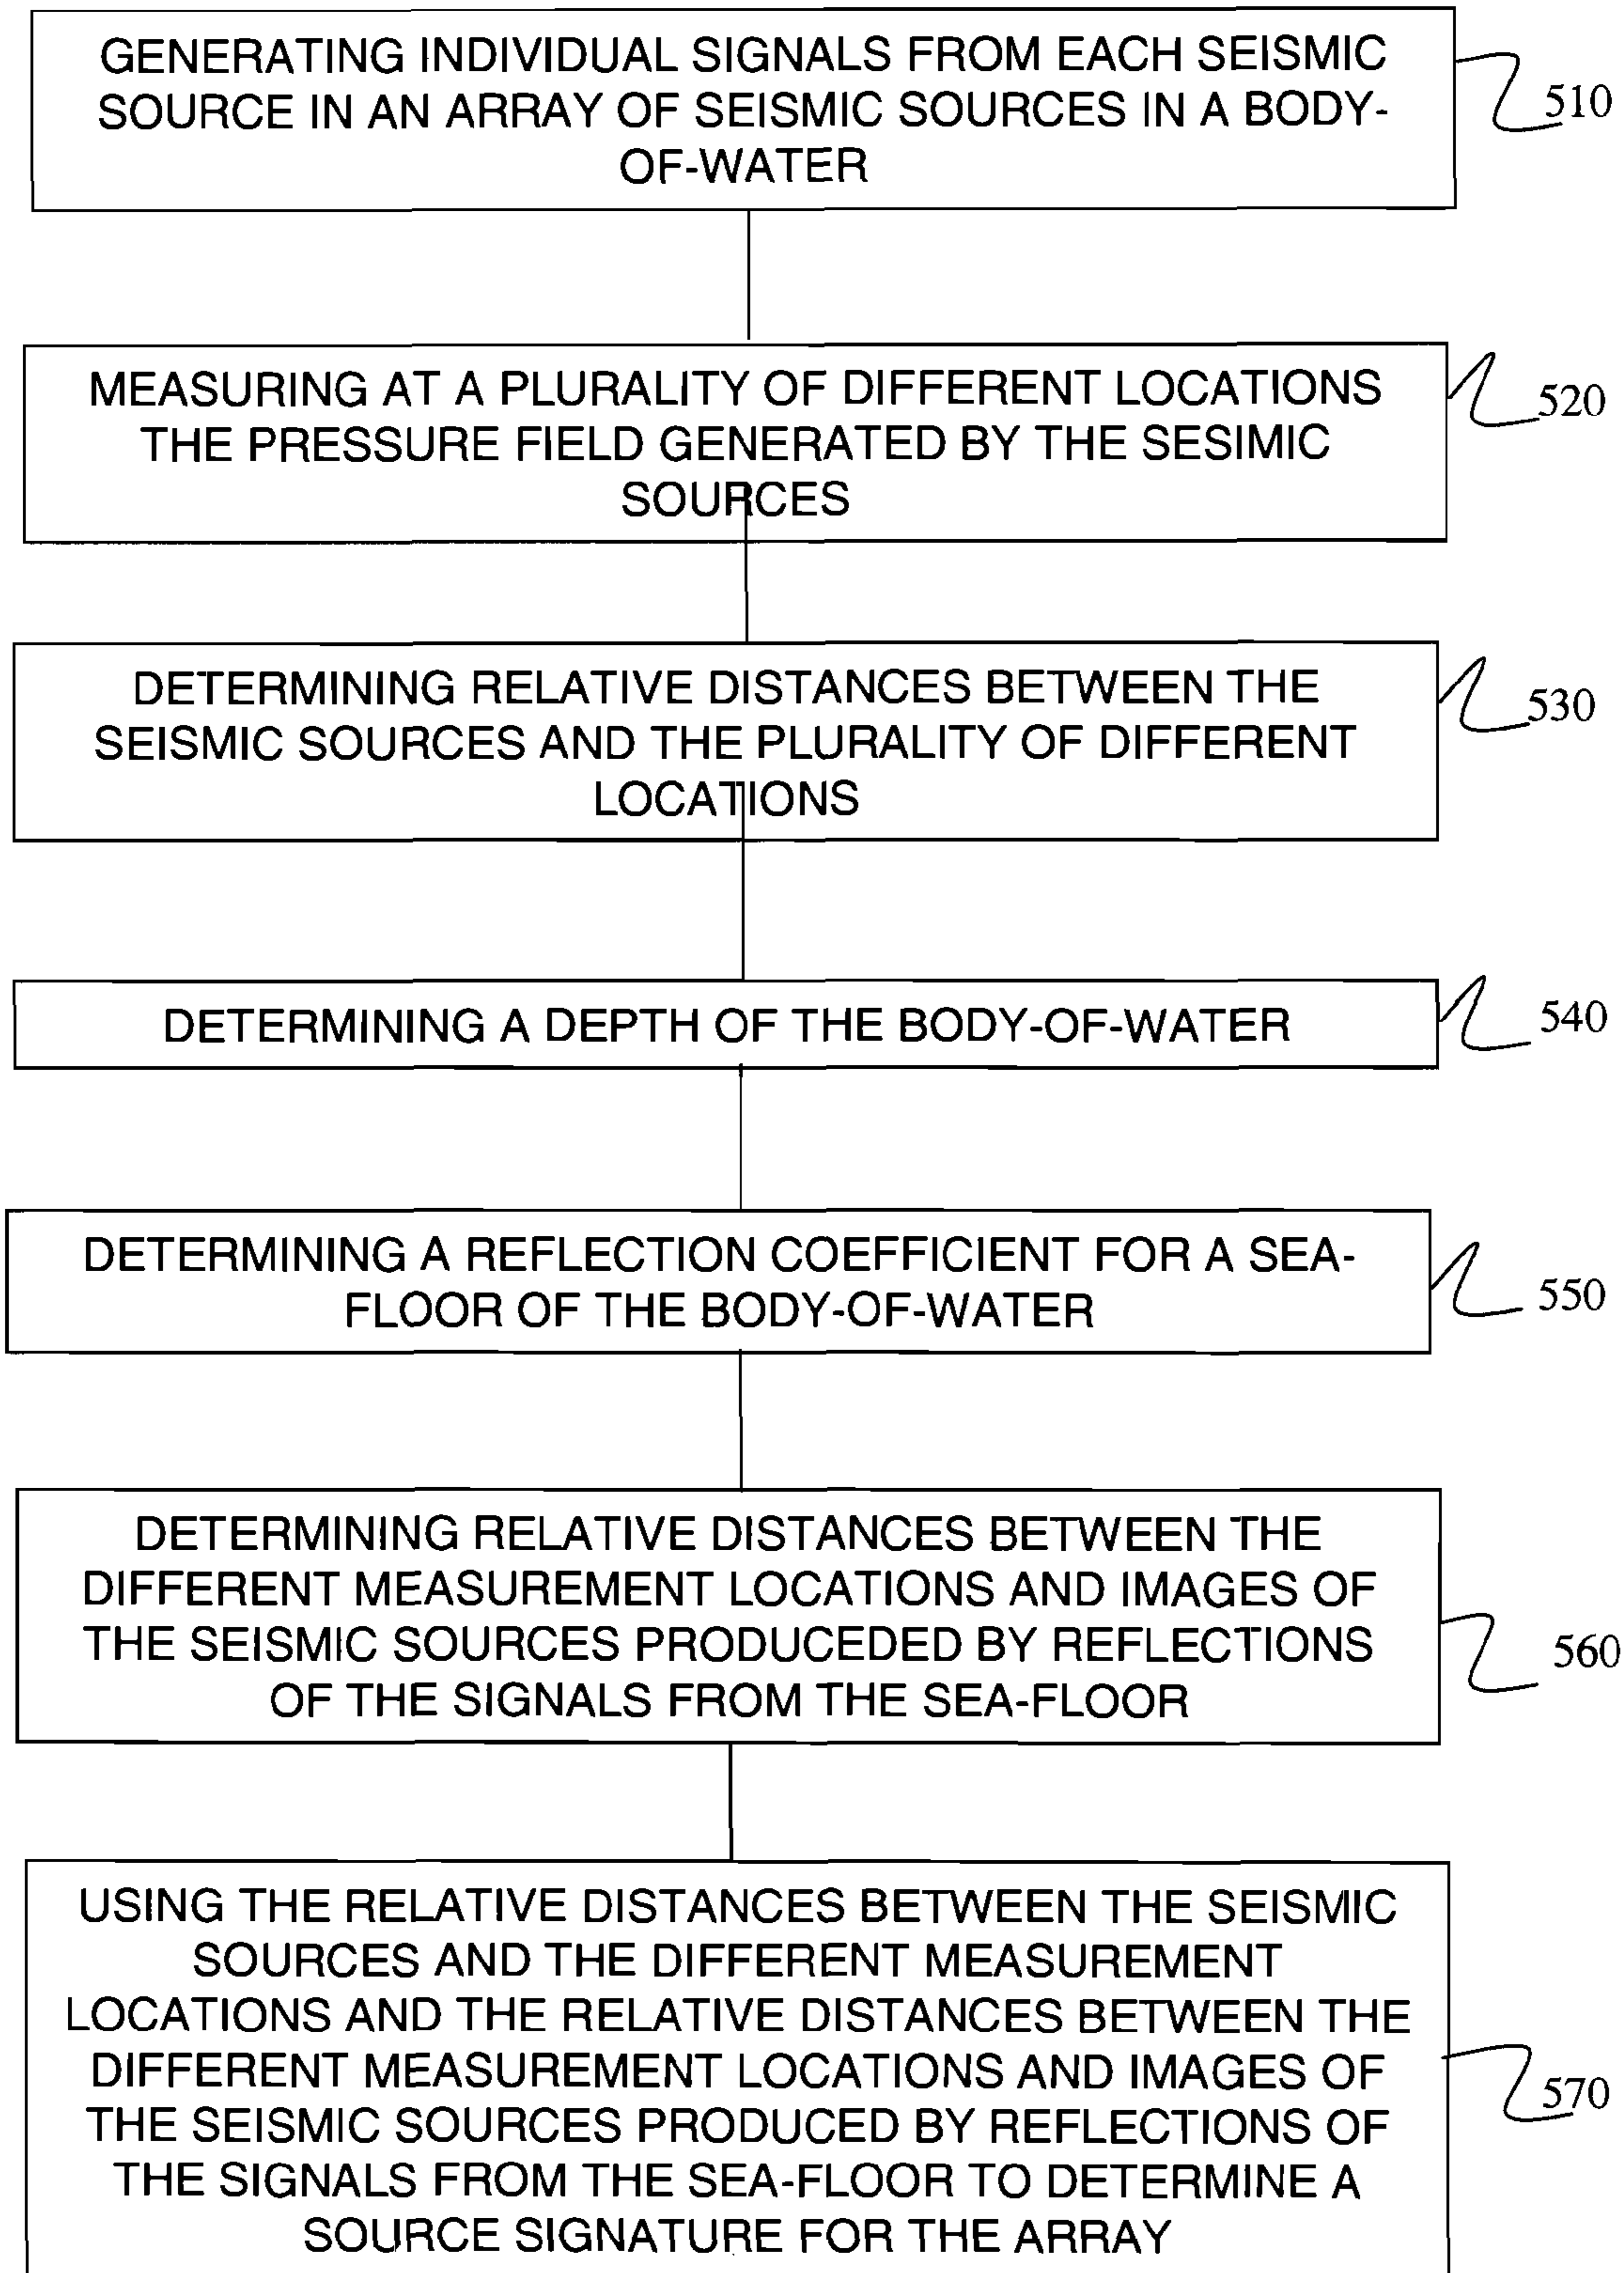 GENERATING INDIVIDUAL SIGNALS FROM EACH SEISMIC
SOURCE IN AN ARRAY OF SEISMIC SOURCES IN A BODY-
OF-WATER
510
MEASURING AT A PLURALITY OF DIFFERENT LOCATIONS
THE PRESSURE FIELD GENERATED BY THE SESIMIC
SOURCES
520
DETERMINING RELATIVE DISTANCES BETWEEN THE
SEISMIC SOURCES AND THE PLURALITY OF DIFFERENT
LOCATIONS
530
DETERMINING A DEPTH OF THE BODY-OF-WATER
540
DETERMINING A REFLECTION COEFFICIENT FOR A SEA-
FLOOR OF THE BODY-OF-WATER
550
DETERMINING RELATIVE DISTANCES BETWEEN THE
DIFFERENT MEASUREMENT LOCATIONS AND IMAGES OF
THE SEISMIC SOURCES PRODUCEDED BY REFLECTIONS
OF THE SIGNALS FROM THE SEA-FLOOR
560
USING THE RELATIVE DISTANCES BETWEEN THE SEISMIC
SOURCES AND THE DIFFERENT MEASUREMENT
LOCATIONS AND THE RELATIVE DISTANCES BETWEEN THE
DIFFERENT MEASUREMENT LOCATIONS AND IMAGES OF
THE SEISMIC SOURCES PRODUCED BY REFLECTIONS OF
THE SIGNALS FROM THE SEA-FLOOR TO DETERMINE A
SOURCE SIGNATURE FOR THE ARRAY
570